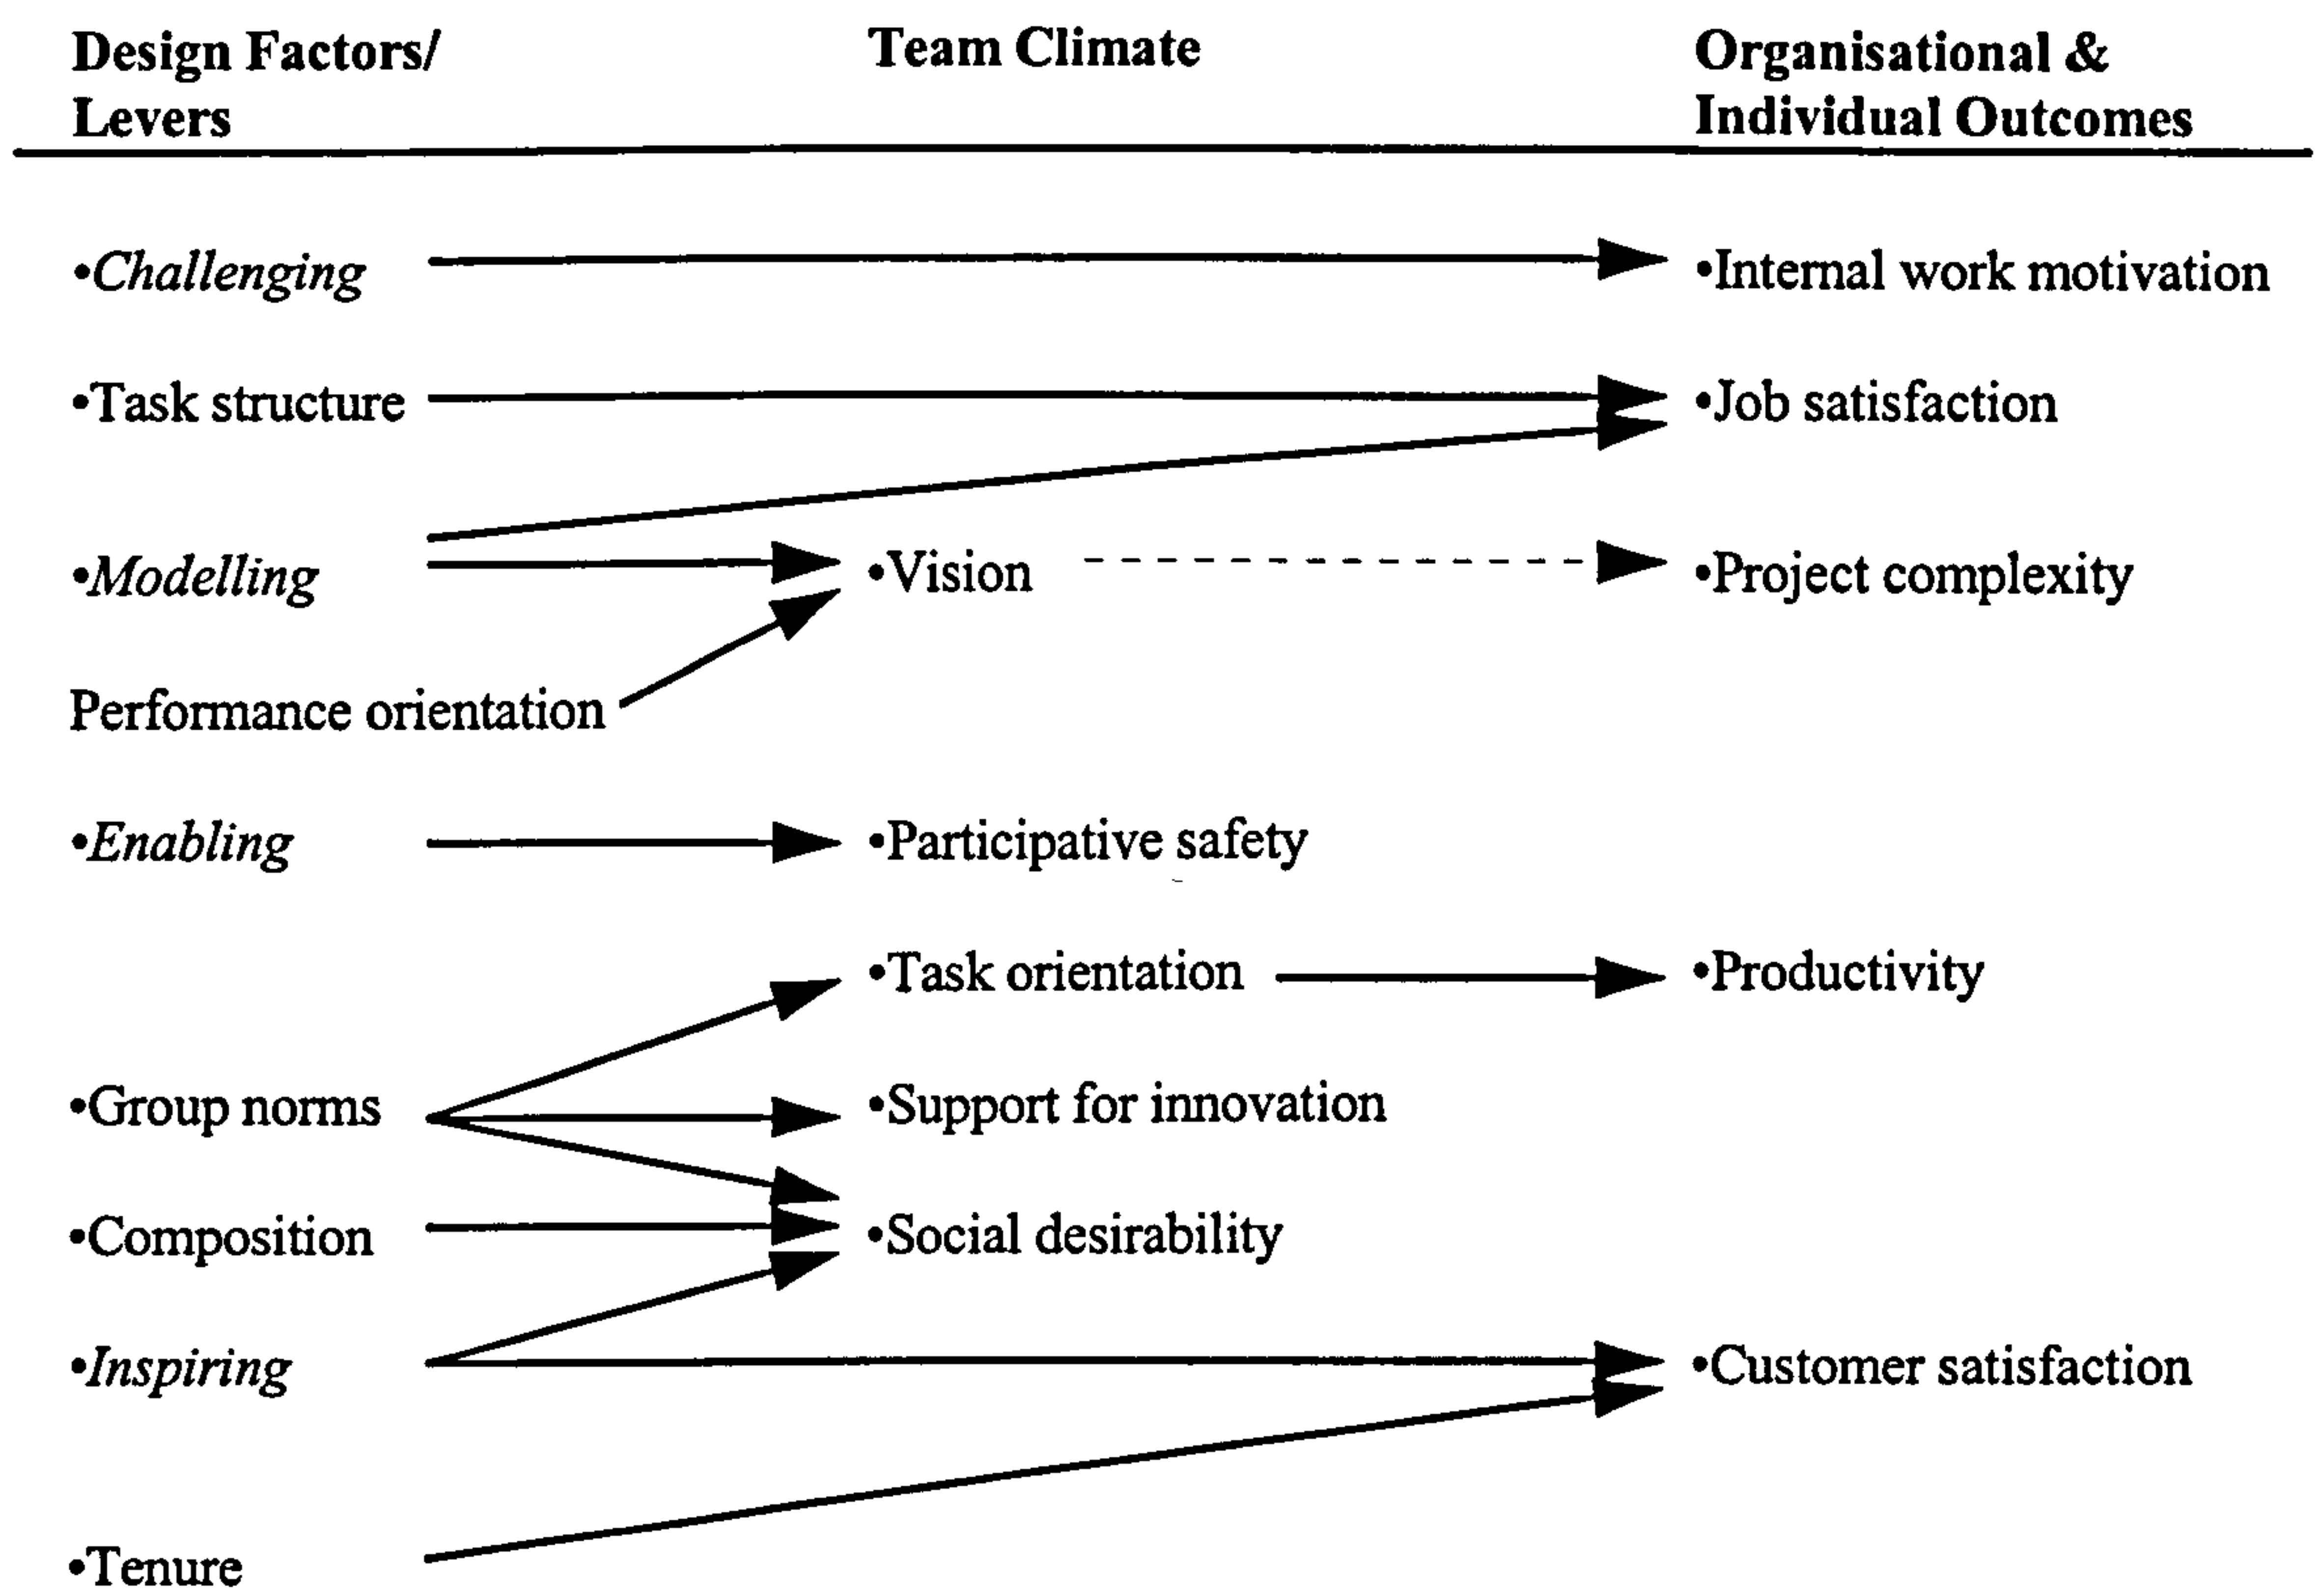 Design Factors/
Levers
Team Climate
Organisational &
Individual Outcomes
•Challenging
•Internal work motivation
•Task structure
•Job satisfaction
•Modelling
•Vision
•Project complexity
Performance orientation
•Enabling
•Participative safety
•Task orientation
•Productivity
•Group norms
•Support for innovation
•Composition
•Social desirability
•Inspiring
•Customer satisfaction
•Tenure